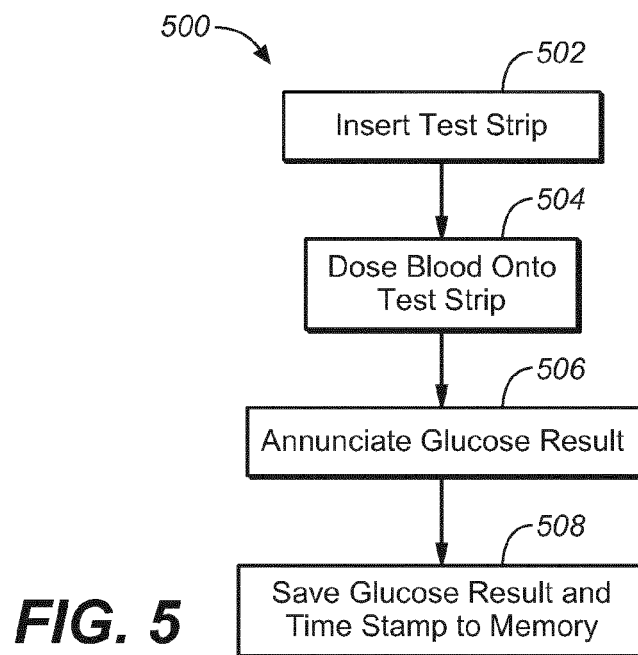 500
502
Insert Test Strip
504
Dose Blood Onto
Test Strip
506
Annunciate Glucose Result
508
Save Glucose Result and
Time Stamp to Memory
FIG. 5